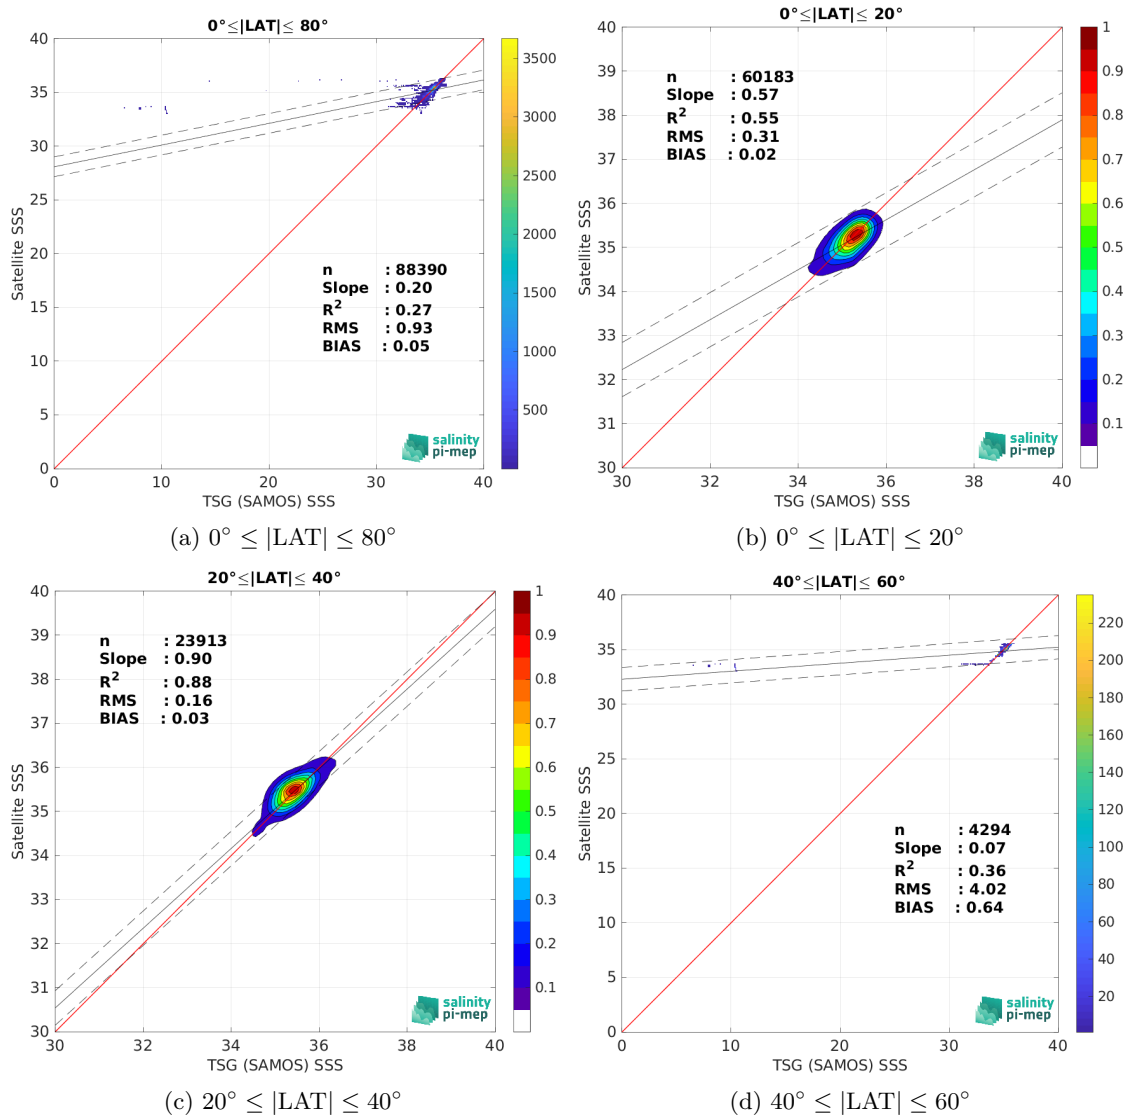 0°≤|LAT|≤ 80°
40
35
30
25
20
15
10
5
0
0
10
20
30
40
Satellite SSS
TSG (SAMOS) SSS
n : 88390
Slope : 0.20
R2 : 0.27
RMS : 0.93
BIAS : 0.05
salinity
pi-mep
3500
3000
2500
2000
1500
1000
500
(a) 0° ≤ |LAT| ≤ 80°
0°≤|LAT|≤ 20°
40
39
38
37
36
35
34
33
32
31
30
30
32
34
36
38
40
Satellite SSS
TSG (SAMOS) SSS
n : 60183
Slope : 0.57
R2 : 0.55
RMS : 0.31
BIAS : 0.02
salinity
pi-mep
1
0.9
0.8
0.7
0.6
0.5
0.4
0.3
0.2
0.1
(b) 0° ≤ |LAT| ≤ 20°
20°≤|LAT|≤ 40°
40
39
38
37
36
35
34
33
32
31
30
30
32
34
36
38
40
Satellite SSS
TSG (SAMOS) SSS
n : 23913
Slope : 0.90
R2 : 0.88
RMS : 0.16
BIAS : 0.03
salinity
pi-mep
1
0.9
0.8
0.7
0.6
0.5
0.4
0.3
0.2
0.1
(c) 20° ≤ |LAT| ≤ 40°
40°≤|LAT|≤ 60°
40
35
30
25
20
15
10
5
0
0
10
20
30
40
Satellite SSS
TSG (SAMOS) SSS
n : 4294
Slope : 0.07
R2 : 0.36
RMS : 4.02
BIAS : 0.64
salinity
pi-mep
220
200
180
160
140
120
100
80
60
40
20
(d) 40° ≤ |LAT| ≤ 60°